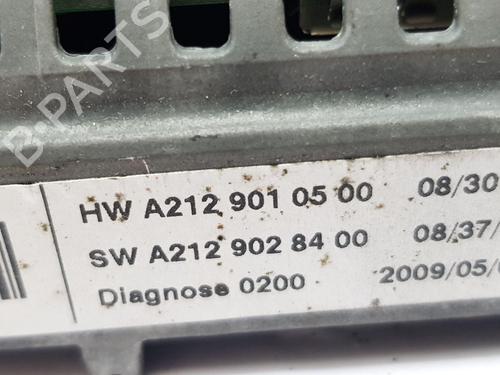 B-PARTS
HW A212 901 05 00 08/30
SW A212 902 84 00 08/37/
Diagnose 0200 2009/05/